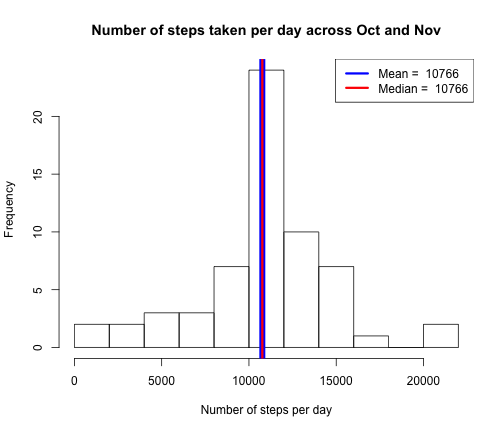 Number of steps taken per day across Oct and Nov
Mean = 10766
Median = 10766
Frequency
20
15
10
5
0
0 5000 10000 15000 20000
Number of steps per day